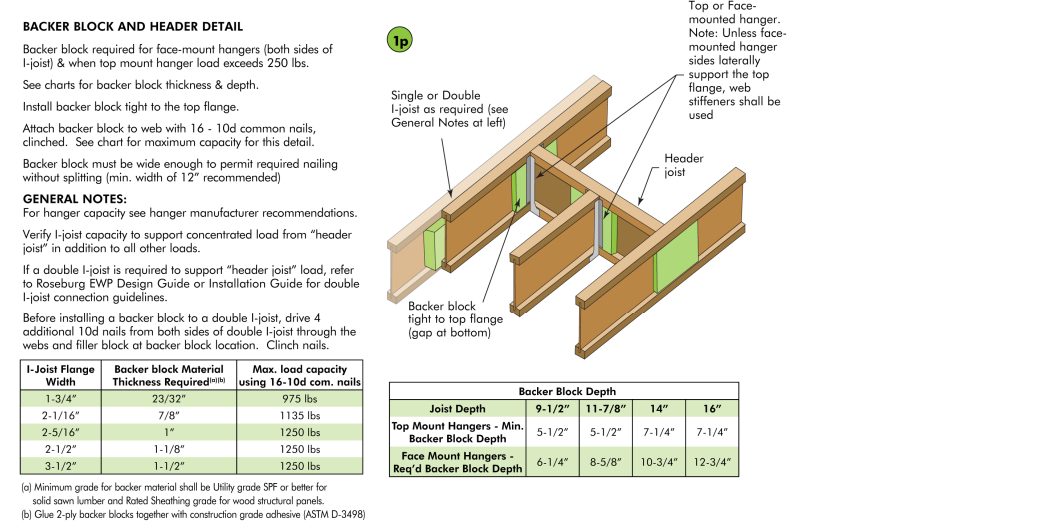 BACKER BLOCK AND HEADER DETAIL
Backer block required for face-mount hangers (both sides of
I-joist) & when top mount hanger load exceeds 250 lbs.
See charts for backer block thickness & depth.
Install backer block tight to the top flange.
Attach backer block to web with 16 - 10d common nails,
clinched.  See chart for maximum capacity for this detail.
Backer block must be wide enough to permit required nailing
without splitting (min. width of 12” recommended)
GENERAL NOTES:
For hanger capacity see hanger manufacturer recommendations.
Verify I-joist capacity to support concentrated load from “header
joist” in addition to all other loads.
If a double I-joist is required to support “header joist” load, refer
to Roseburg EWP Design Guide or Installation Guide for double
I-joist connection guidelines.
Before installing a backer block to a double I-joist, drive 4
additional 10d nails from both sides of double I-joist through the
webs and filler block at backer block location.  Clinch nails.
I-Joist Flange Width | Backer block Material Thickness Required(a)(b) | Max. load capacity using 16-10d com. nails
1-3/4” 23/32” 975 lbs
2-1/16” 7/8” 1135 lbs
2-5/16” 1” 1250 lbs
2-1/2” 1-1/8” 1250 lbs
3-1/2” 1-1/2” 1250 lbs
(a) Minimum grade for backer material shall be Utility grade SPF or better for
solid sawn lumber and Rated Sheathing grade for wood structural panels.
(b) Glue 2-ply backer blocks together with construction grade adhesive (ASTM D-3498)
1p
Single or Double
I-joist as required (see
General Notes at left)
Top or Face-
mounted hanger.
Note: Unless face-
mounted hanger
sides laterally
support the top
flange, web
stiffeners shall be
used
Header
joist
Backer block
tight to top flange
(gap at bottom)
Backer Block Depth
Joist Depth 9-1/2” 11-7/8” 14” 16”
Top Mount Hangers - Min.
Backer Block Depth 5-1/2” 5-1/2” 7-1/4” 7-1/4”
Face Mount Hangers -
Req’d Backer Block Depth 6-1/4” 8-5/8” 10-3/4” 12-3/4”